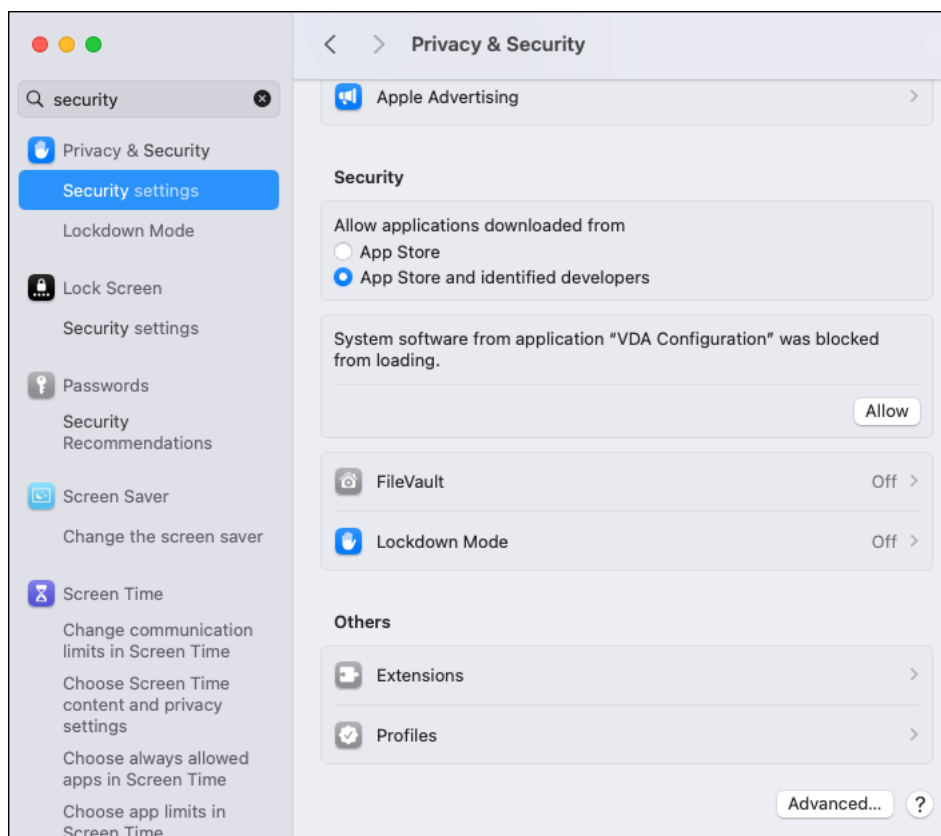 Privacy & Security
security
Privacy & Security
Security settings
Lockdown Mode
Lock Screen
Security settings
Passwords
Security
Recommendations
Screen Saver
Change the screen saver
Screen Time
Change communication
limits in Screen Time
Choose Screen Time
content and privacy
settings
Choose always allowed
apps in Screen Time
Choose app limits in
Screen Time
Apple Advertising
Security
Allow applications downloaded from
App Store
App Store and identified developers
System software from application “VDA Configuration” was blocked
from loading.
Allow
FileVault Off
Lockdown Mode Off
Others
Extensions
Profiles
Advanced... ?